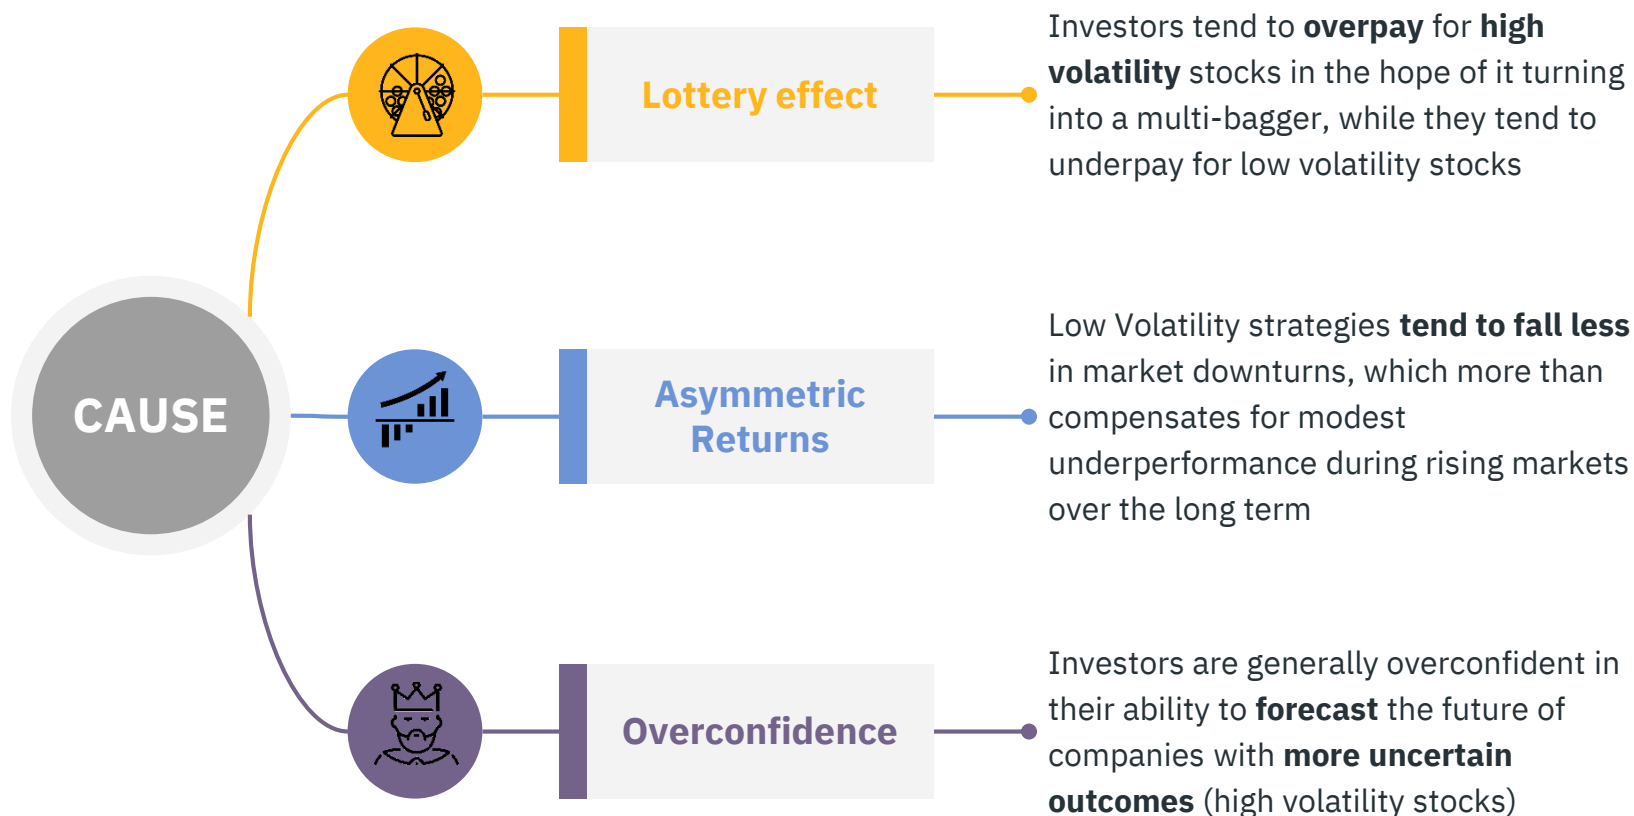 CAUSE
Lottery effect
Investors tend to overpay for high
volatility stocks in the hope of it turning
into a multi-bagger, while they tend to
underpay for low volatility stocks
Asymmetric
Returns
Low Volatility strategies tend to fall less
in market downturns, which more than
compensates for modest
underperformance during rising markets
over the long term
Overconfidence
Investors are generally overconfident in
their ability to forecast the future of
companies with more uncertain
outcomes (high volatility stocks)